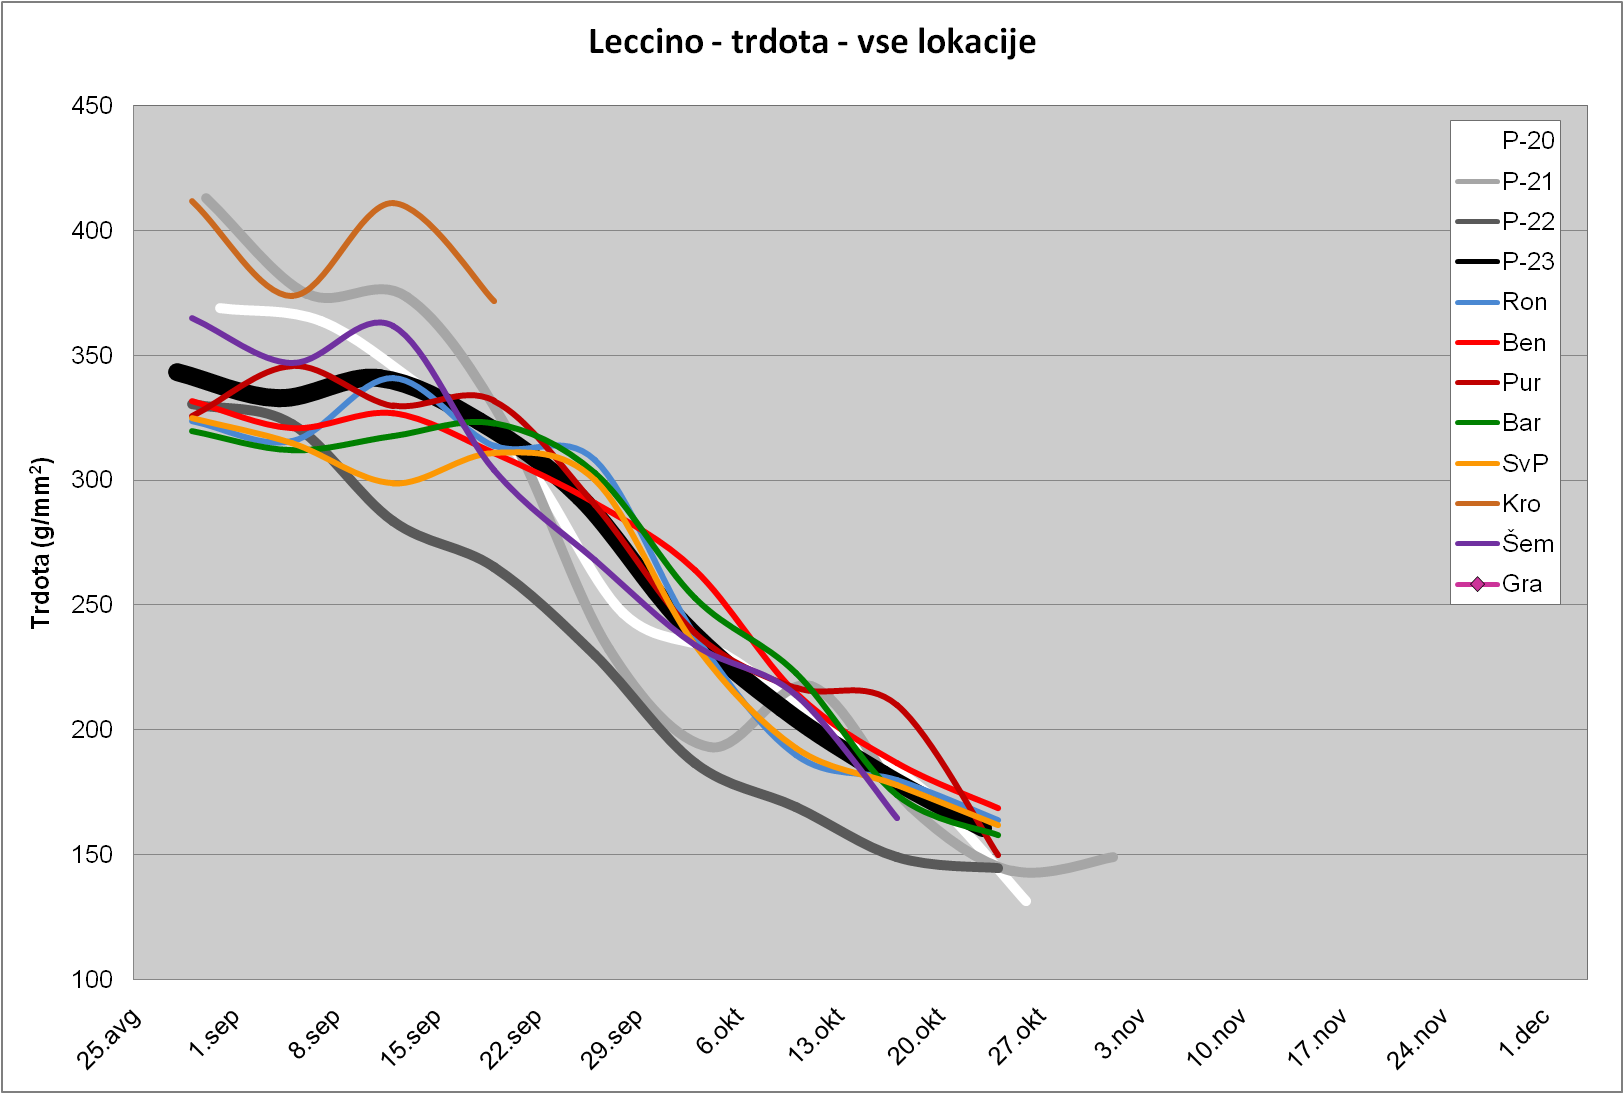 Leccino - trdota - vse lokacije
Trdota (g/mm²)
450
400
350
300
250
200
150
100
25.avg
1.sep
8.sep
15.sep
22.sep
29.sep
6.okt
13.okt
20.okt
27.okt
3.nov
10.nov
17.nov
24.nov
1.dec
P-20
P-21
P-22
P-23
Ron
Ben
Pur
Bar
SvP
Kro
Šem
Gra